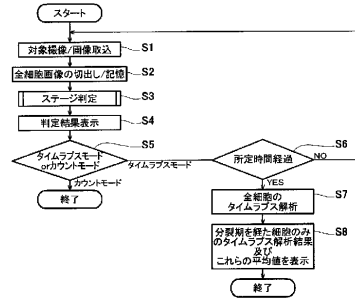 スタート
対象撮像/画像取込
S1
全細胞画像の切出し/記憶
S2
ステージ判定
S3
判定結果表示
S4
タイムラプスモード
orカウントモード
S5
タイムラプスモード
カウントモード
終了
所定時間経過
S6
NO
YES
全細胞の
タイムラプス解析
S7
分裂期を経た細胞のみ
のタイムラプス解析結果
及び
これらの平均値を表示
S8
終了